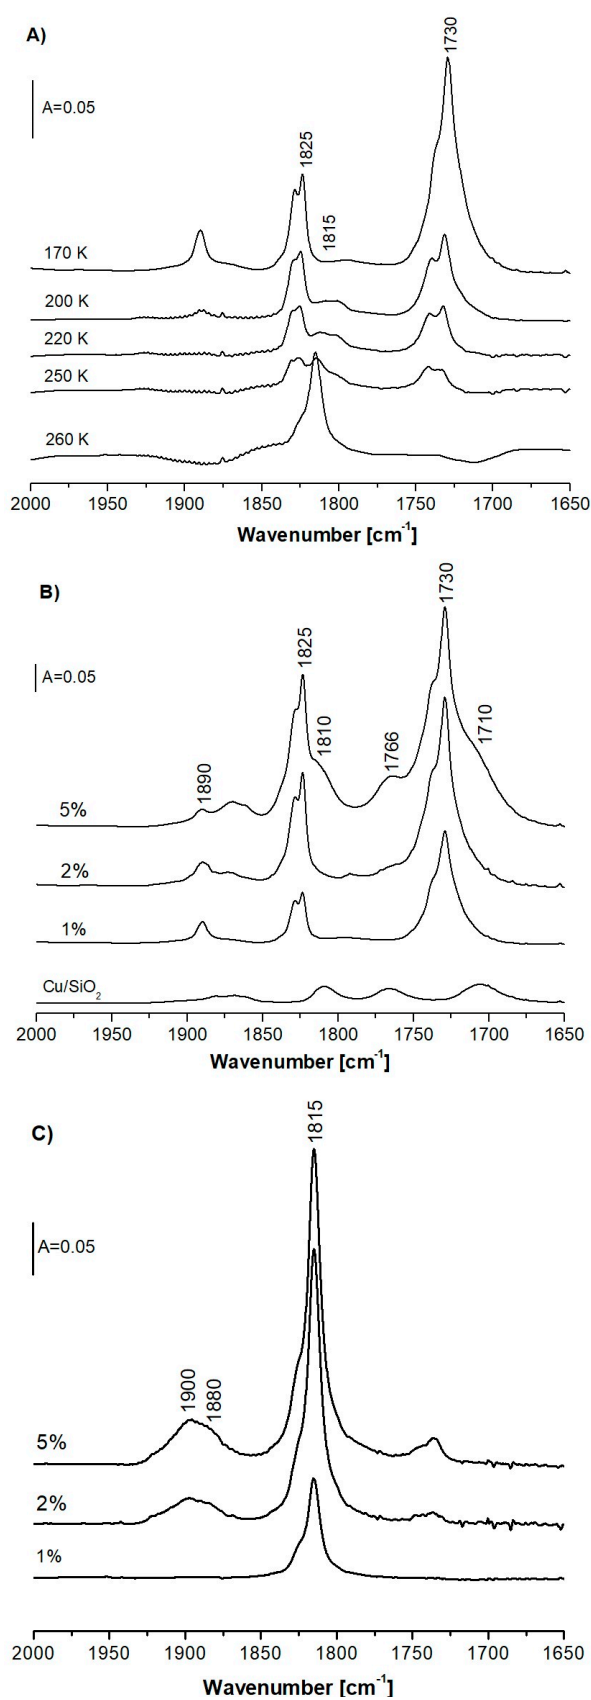 A)
1730
A=0.05
1825
1815
170 K
200 K
220 K
250 K
260 K
2000 1950 1900 1850 1800 1750 1700 1650
Wavenumber [cm⁻¹]
B)
1730
A=0.05
1825
1810
1766
1710
1890
5%
2%
1%
Cu/SiO₂
2000 1950 1900 1850 1800 1750 1700 1650
Wavenumber [cm⁻¹]
C)
1815
A=0.05
1900
1880
5%
2%
1%
2000 1950 1900 1850 1800 1750 1700 1650
Wavenumber [cm⁻¹]